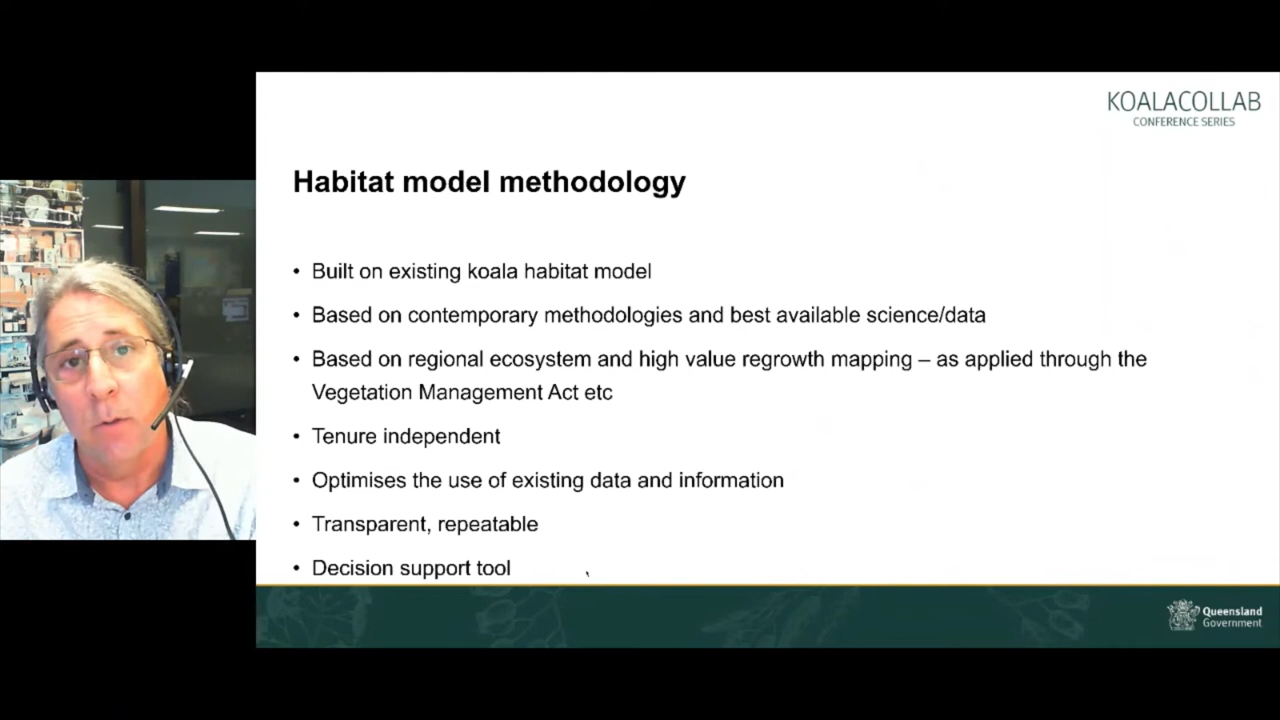 KOALACOLLAB
CONFERENCE SERIES
Habitat model methodology
• Built on existing koala habitat model
• Based on contemporary methodologies and best available science/data
• Based on regional ecosystem and high value regrowth mapping – as applied through the
Vegetation Management Act etc
• Tenure independent
• Optimises the use of existing data and information
• Transparent, repeatable
• Decision support tool
Queensland
Government